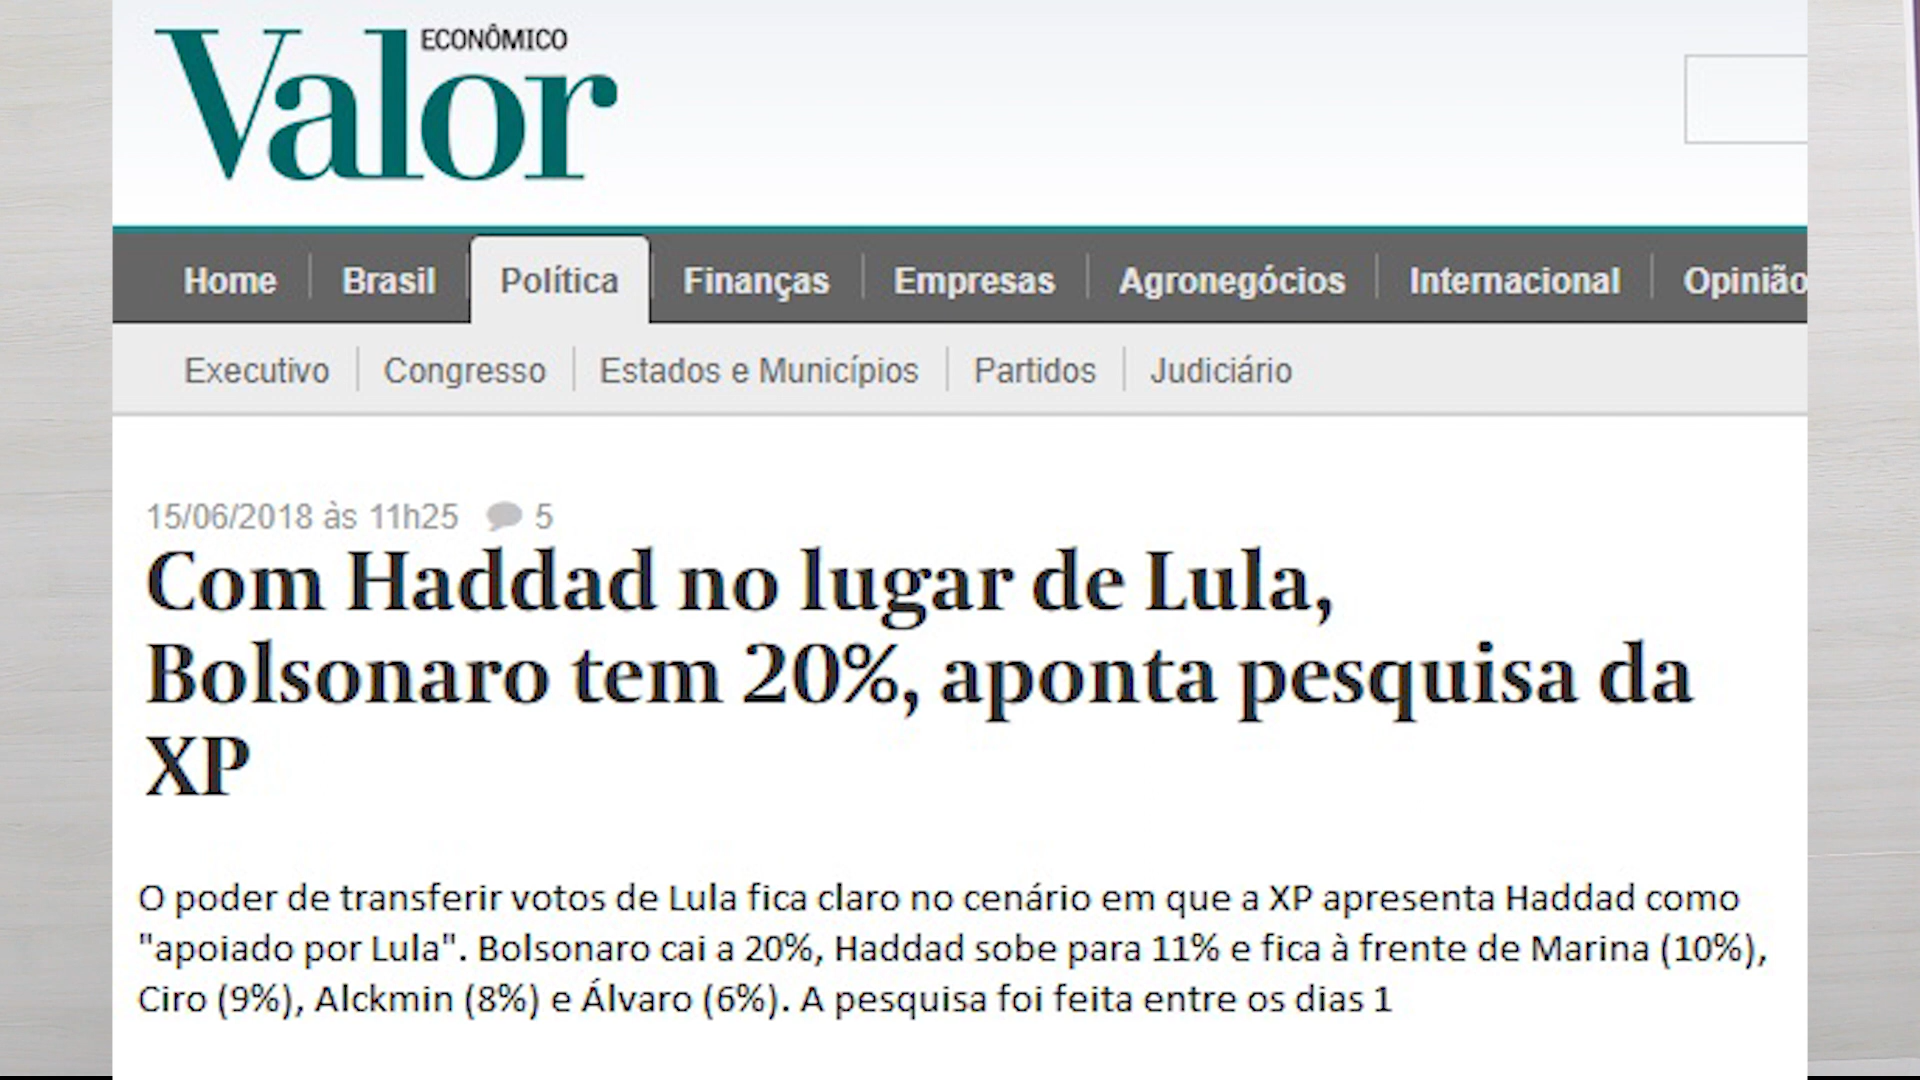 Valor ECONÔMICO
Home Brasil Política Finanças Empresas Agronegócios Internacional Opinião
Executivo Congresso Estados e Municípios Partidos Judiciário
15/06/2018 às 11h25 5
Com Haddad no lugar de Lula,
Bolsonaro tem 20%, aponta pesquisa da
XP
O poder de transferir votos de Lula fica claro no cenário em que a XP apresenta Haddad como
"apoiado por Lula". Bolsonaro cai a 20%, Haddad sobe para 11% e fica à frente de Marina (10%),
Ciro (9%), Alckmin (8%) e Álvaro (6%). A pesquisa foi feita entre os dias 1